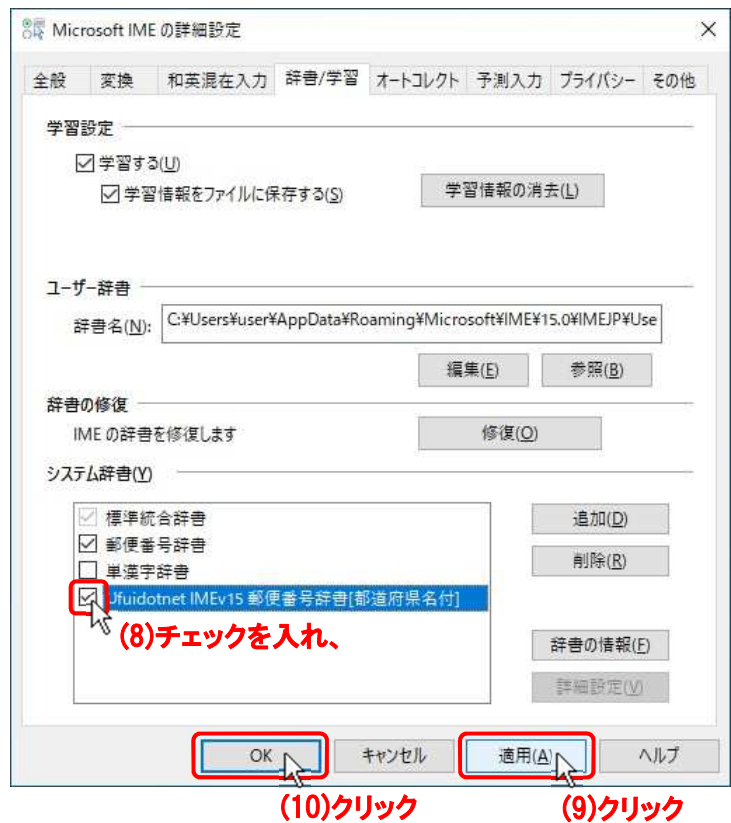 Microsoft IME の詳細設定
全般 変換 和英混在入力 辞書/学習 オートコレクト 予測入力 プライバシー その他
学習設定
学習する(U)
学習情報をファイルに保存する(S) 学習情報の消去(L)
ユーザー辞書
辞書名(N): C:¥Users¥user¥AppData¥Roaming¥Microsoft¥IME¥15.0¥IMEJP¥Use
編集(E) 参照(B)
辞書の修復
IME の辞書を修復します 修復(O)
システム辞書(Y)
標準統合辞書 追加(D)
郵便番号辞書
単漢字辞書 削除(R)
Ufuidotnet IMEv15 郵便番号辞書[都道府県名付]
(8)チェックを入れ、
辞書の情報(F)
詳細設定(V)
OK キャンセル 適用(A) ヘルプ
(10)クリック (9)クリック